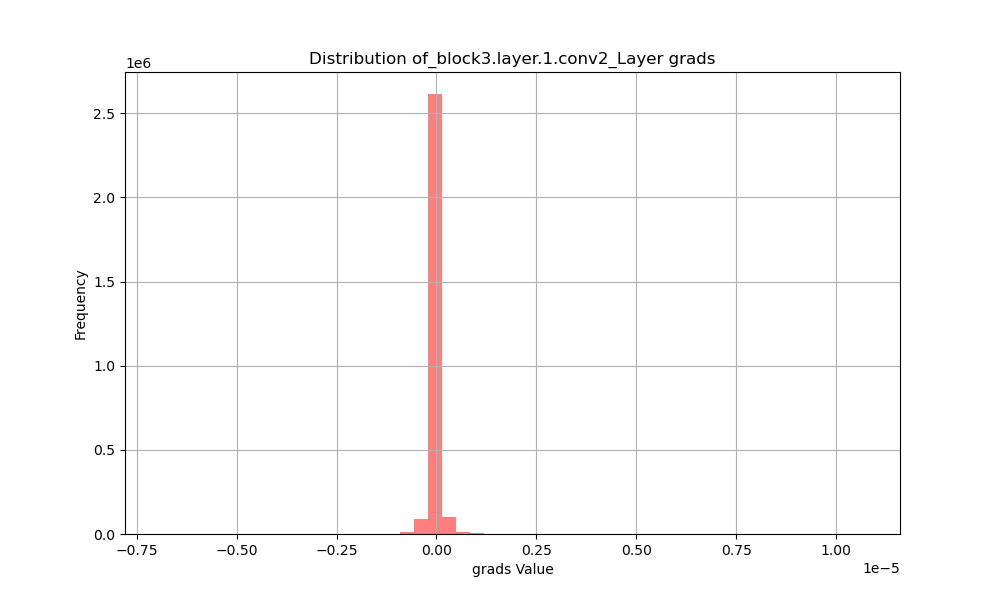 Distribution of_block3.layer.1.conv2_Layer grads
1e6
2.5
2.0
1.5
1.0
0.5
0.0
Frequency
−0.75 −0.50 −0.25 0.00 0.25 0.50 0.75 1.00
1e−5
grads Value